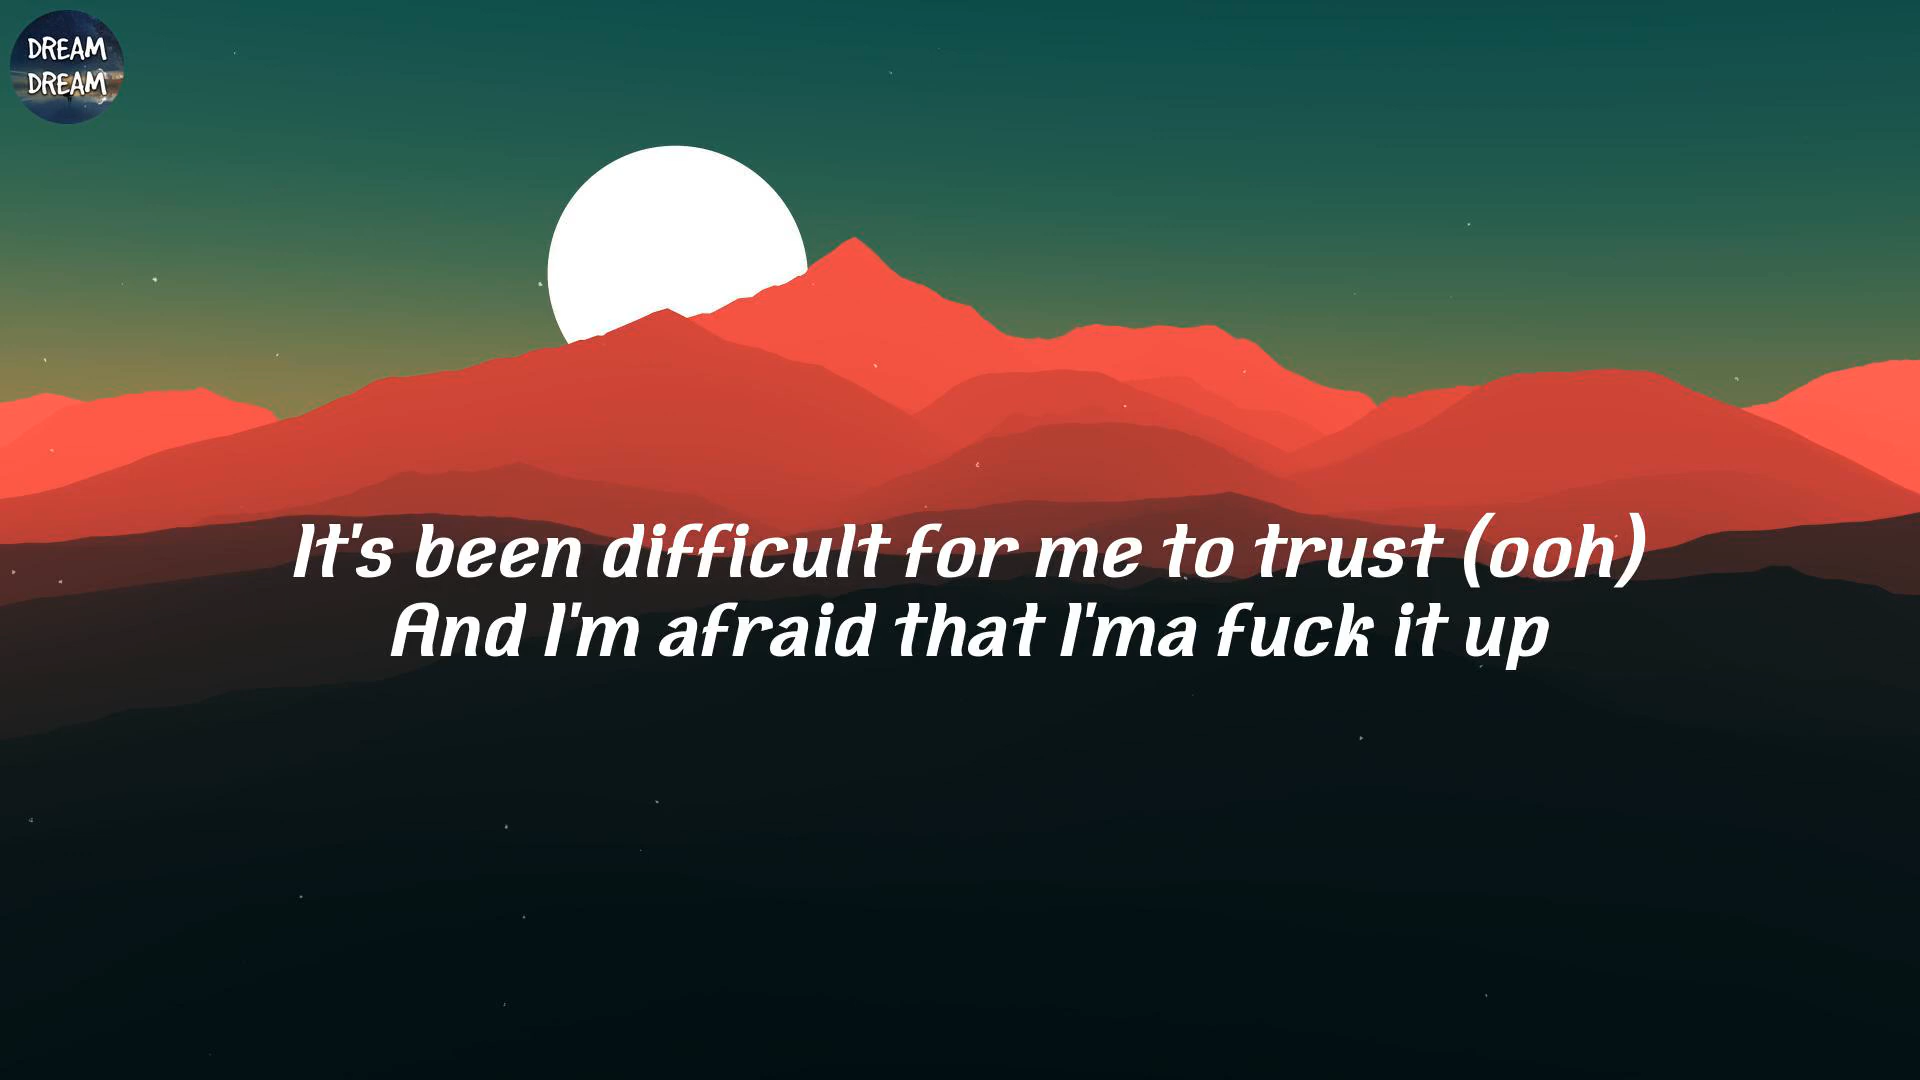 DREAM
DREAM
It's been difficult for me to trust (ooh)
And I'm afraid that I'ma fuck it up